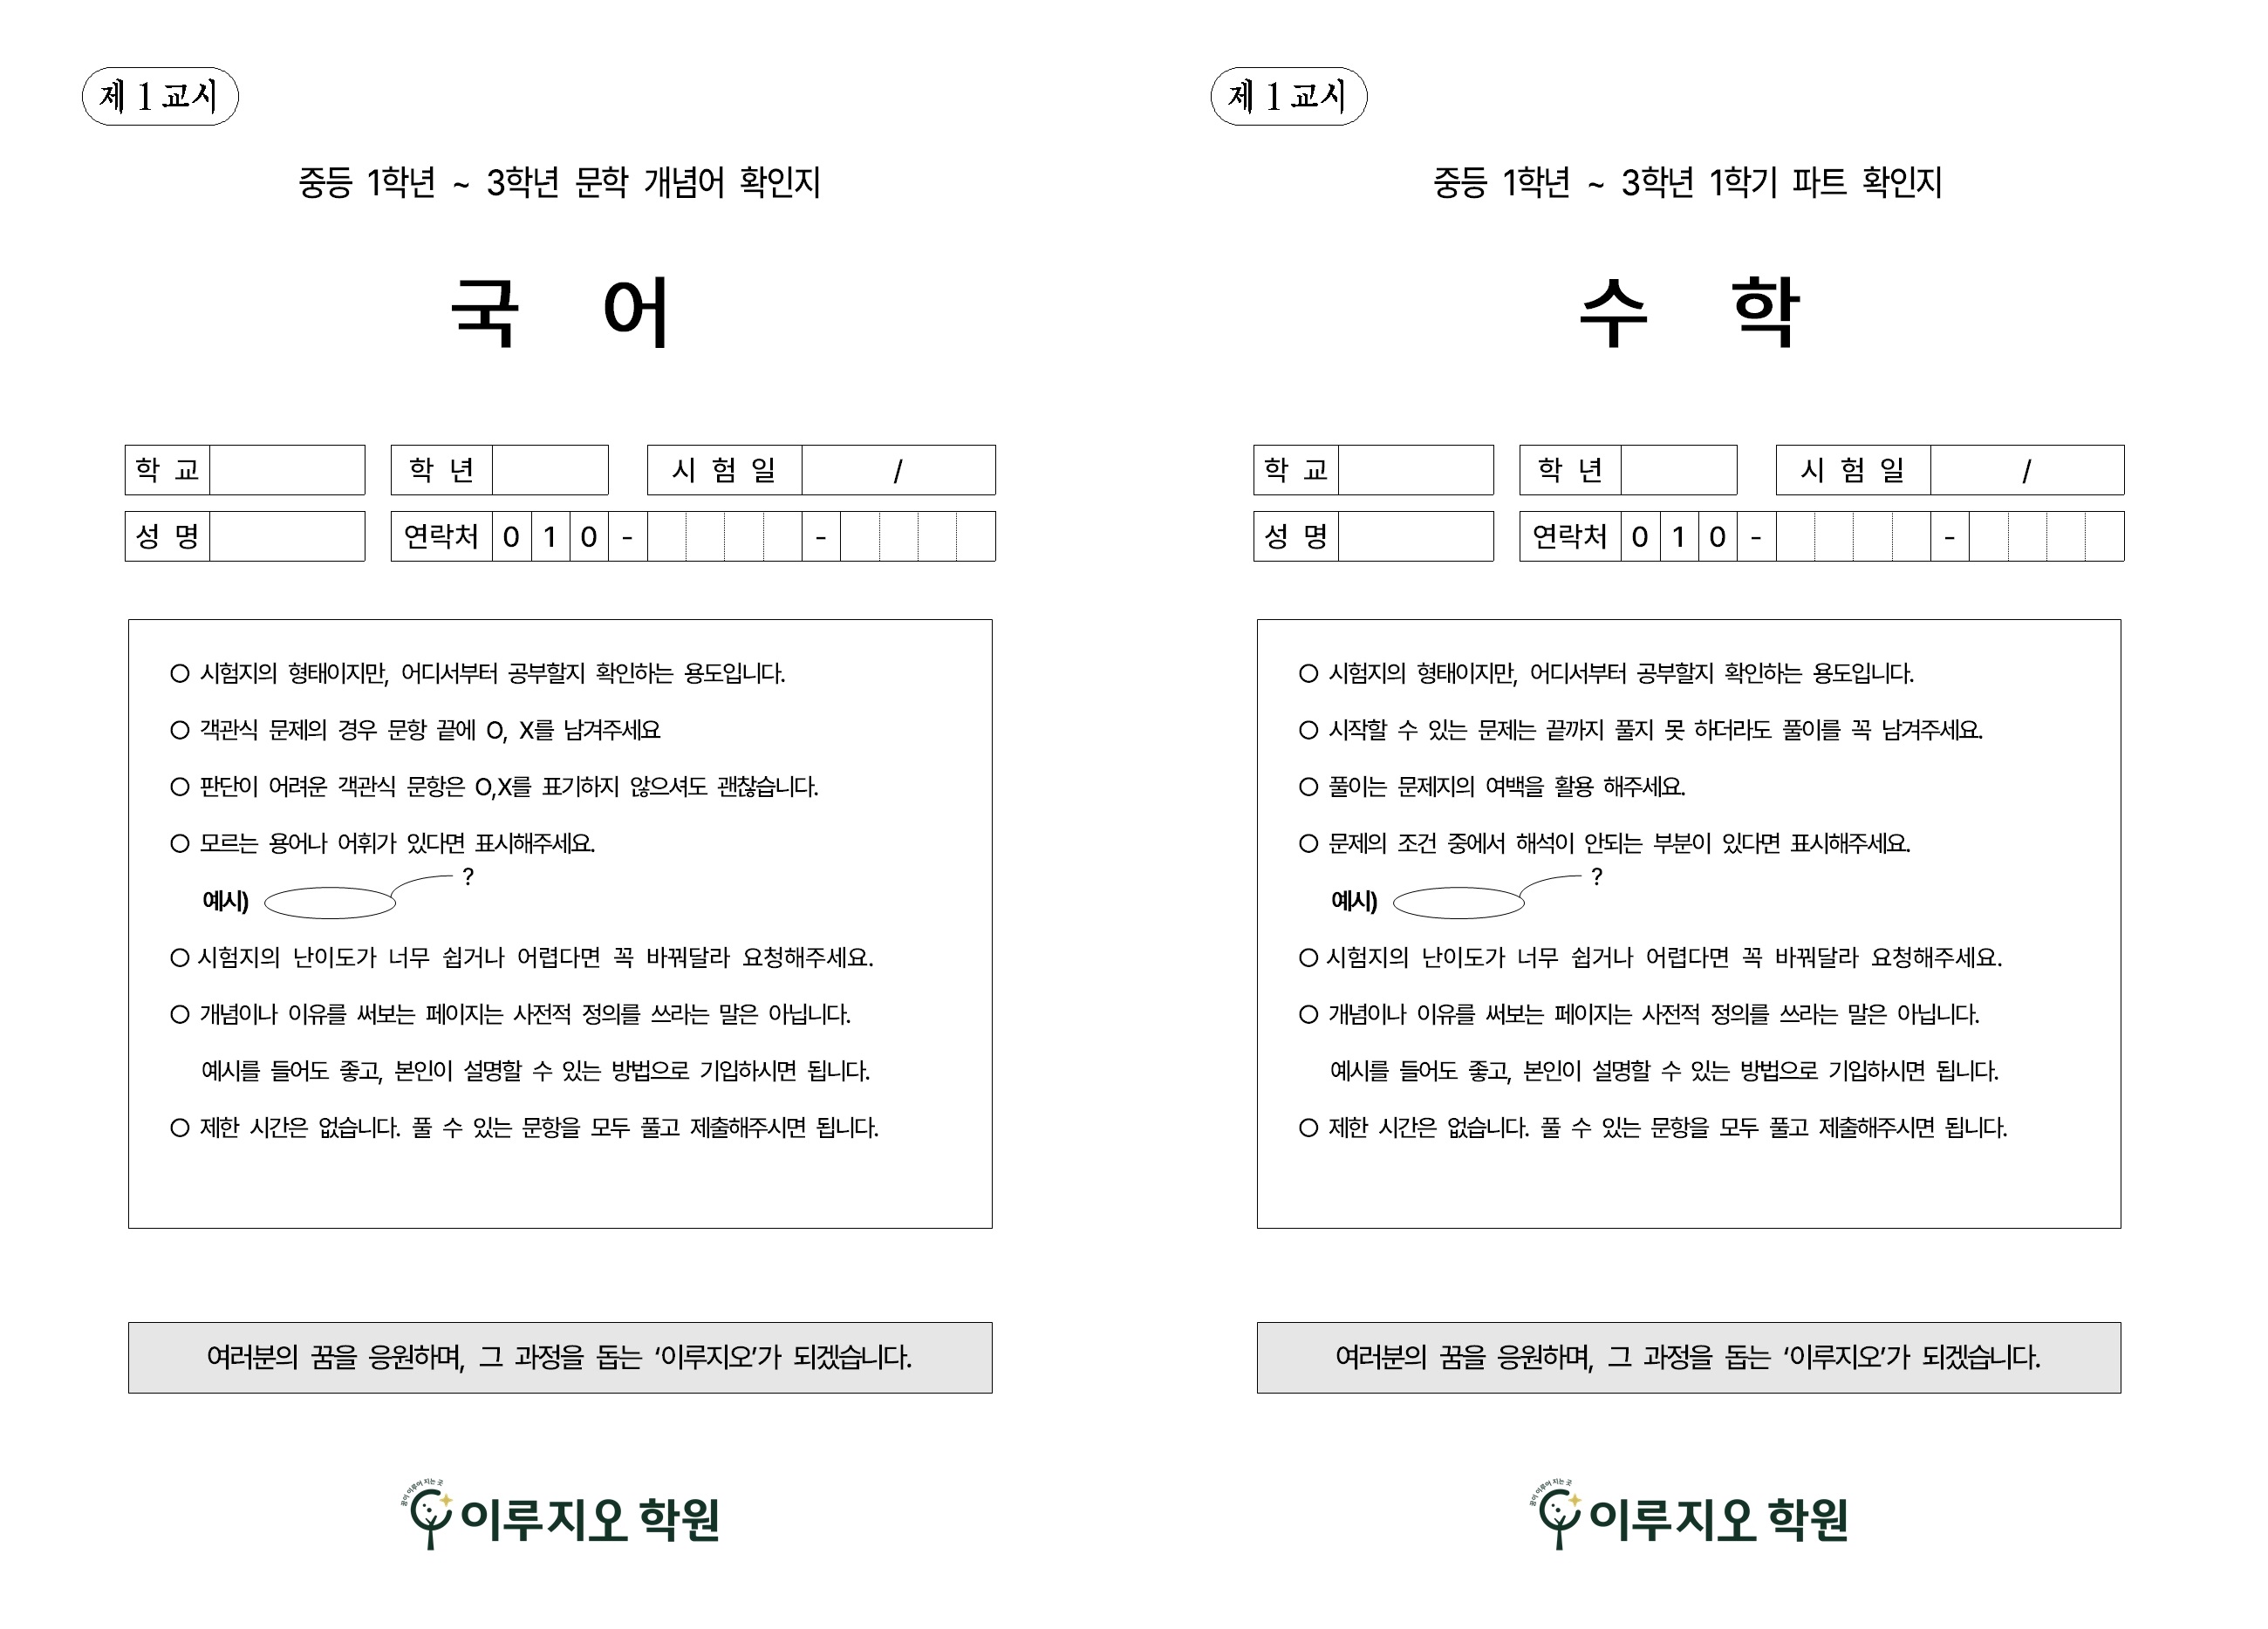 제 1 교시
중등 1학년 ~ 3학년 문학 개념어 확인지
국 어
학 교
학 년
시 험 일 /
성 명
연락처 0 1 0 - -
○ 시험지의 형태이지만, 어디서부터 공부할지 확인하는 용도입니다.
○ 객관식 문제의 경우 문항 끝에 O, X를 남겨주세요
○ 판단이 어려운 객관식 문항은 O,X를 표기하지 않으셔도 괜찮습니다.
○ 모르는 용어나 어휘가 있다면 표시해주세요.
예시) ?
○ 시험지의 난이도가 너무 쉽거나 어렵다면 꼭 바꿔달라 요청해주세요.
○ 개념이나 이유를 써보는 페이지는 사전적 정의를 쓰라는 말은 아닙니다.
예시를 들어도 좋고, 본인이 설명할 수 있는 방법으로 기입하시면 됩니다.
○ 제한 시간은 없습니다. 풀 수 있는 문항을 모두 풀고 제출해주시면 됩니다.
여러분의 꿈을 응원하며, 그 과정을 돕는 ‘이루지오’가 되겠습니다.
꿈이 이루어 지는 곳
이루지오 학원
제 1 교시
중등 1학년 ~ 3학년 1학기 파트 확인지
수 학
학 교
학 년
시 험 일 /
성 명
연락처 0 1 0 - -
○ 시험지의 형태이지만, 어디서부터 공부할지 확인하는 용도입니다.
○ 시작할 수 있는 문제는 끝까지 풀지 못 하더라도 풀이를 꼭 남겨주세요.
○ 풀이는 문제지의 여백을 활용 해주세요.
○ 문제의 조건 중에서 해석이 안되는 부분이 있다면 표시해주세요.
예시) ?
○ 시험지의 난이도가 너무 쉽거나 어렵다면 꼭 바꿔달라 요청해주세요.
○ 개념이나 이유를 써보는 페이지는 사전적 정의를 쓰라는 말은 아닙니다.
예시를 들어도 좋고, 본인이 설명할 수 있는 방법으로 기입하시면 됩니다.
○ 제한 시간은 없습니다. 풀 수 있는 문항을 모두 풀고 제출해주시면 됩니다.
여러분의 꿈을 응원하며, 그 과정을 돕는 ‘이루지오’가 되겠습니다.
꿈이 이루어 지는 곳
이루지오 학원